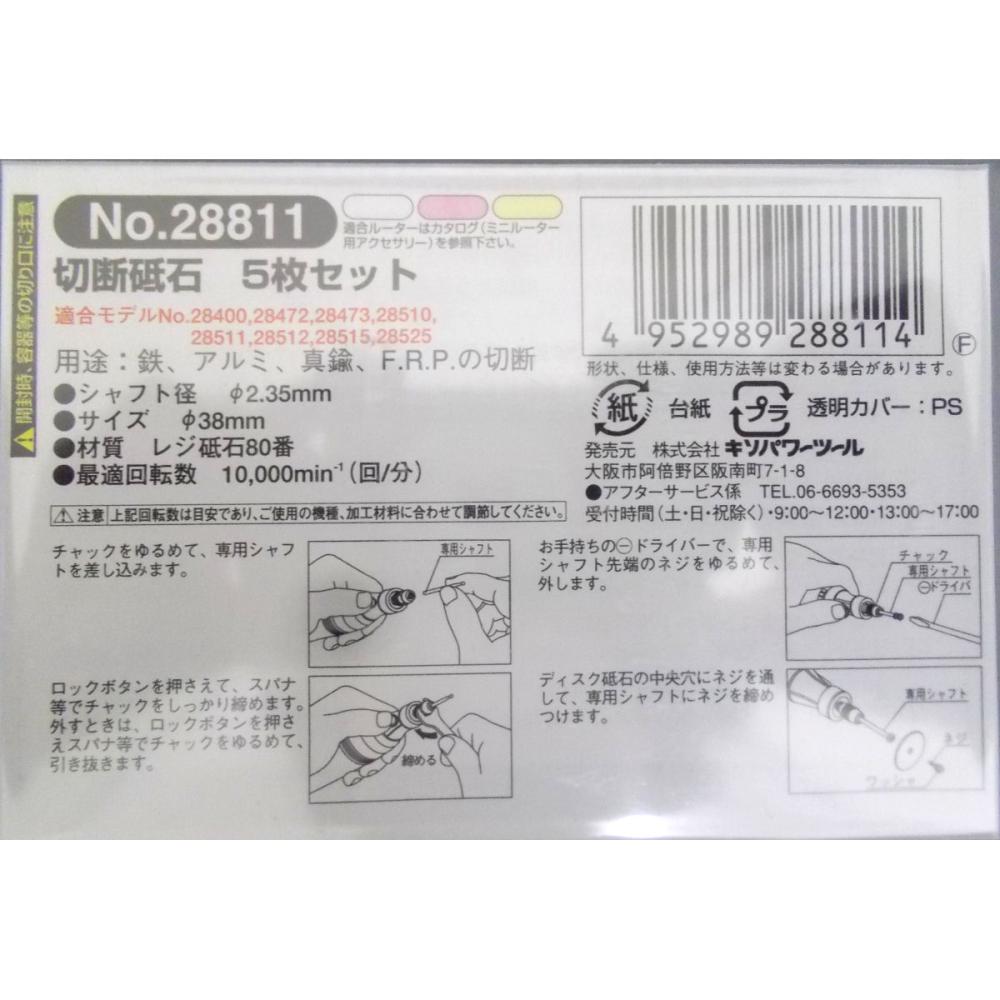 開封時、容器等の切り口に注意
No.28811
適合ルーターはカタログ(ミニルーター
用アクセサリー)を参照下さい。
切断砥石 5枚セット
適合モデルNo.28400,28472,28473,28510,
28511,28512,28515,28525
用途:鉄、アルミ、真鍮、F.R.P.の切断
●シャフト径 φ2.35mm
●サイズ φ38mm
●材質 レジ砥石80番
●最適回転数 10,000min⁻¹(回/分)
注意 上記回転数は目安であり、ご使用の機種、加工材料に合わせて調節してください。
4 952989 288114
F
形状、仕様、使用方法等は変わる場合があります。
紙 台紙 プラ 透明カバー:PS
発売元 株式会社 キソパワーツール
大阪市阿倍野区阪南町7-1-8
●アフターサービス係 TEL.06-6693-5353
受付時間(土・日・祝除く)・9:00〜12:00・13:00〜17:00
チャックをゆるめて、専用シャフ
トを差し込みます。
専用シャフト
お手持ちの⊖ドライバーで、専用
シャフト先端のネジをゆるめて、
外します。
チャック
専用シャフト
⊖ドライバ
ロックボタンを押さえて、スパナ
等でチャックをしっかり締めます。
外すときは、ロックボタンを押さ
えスパナ等でチャックをゆるめて、
引き抜きます。
締める
ディスク砥石の中央穴にネジを通
して、専用シャフトにネジを締め
つけます。
専用シャフト
ネジ
ワッシャ